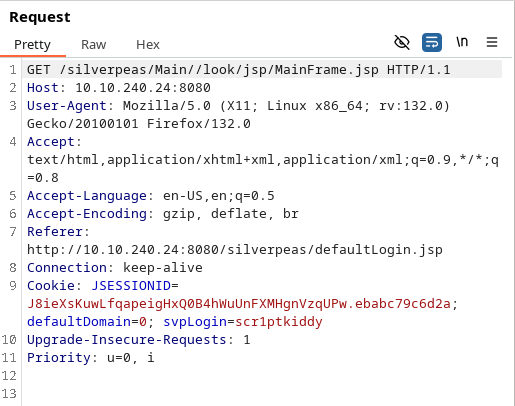 Request
Pretty Raw Hex \n
1 GET /silverpeas/Main//look/jsp/MainFrame.jsp HTTP/1.1
2 Host: 10.10.240.24:8080
3 User-Agent: Mozilla/5.0 (X11; Linux x86_64; rv:132.0)
Gecko/20100101 Firefox/132.0
4 Accept:
text/html,application/xhtml+xml,application/xml;q=0.9,*/*;q
=0.8
5 Accept-Language: en-US,en;q=0.5
6 Accept-Encoding: gzip, deflate, br
7 Referer:
http://10.10.240.24:8080/silverpeas/defaultLogin.jsp
8 Connection: keep-alive
9 Cookie: JSESSIONID=
J8ieXsKuwLfqapeigHxQ0B4hWuUnFXMHgnVzqUPw.ebabc79c6d2a;
defaultDomain=0; svpLogin=scr1ptkiddy
10 Upgrade-Insecure-Requests: 1
11 Priority: u=0, i
12
13